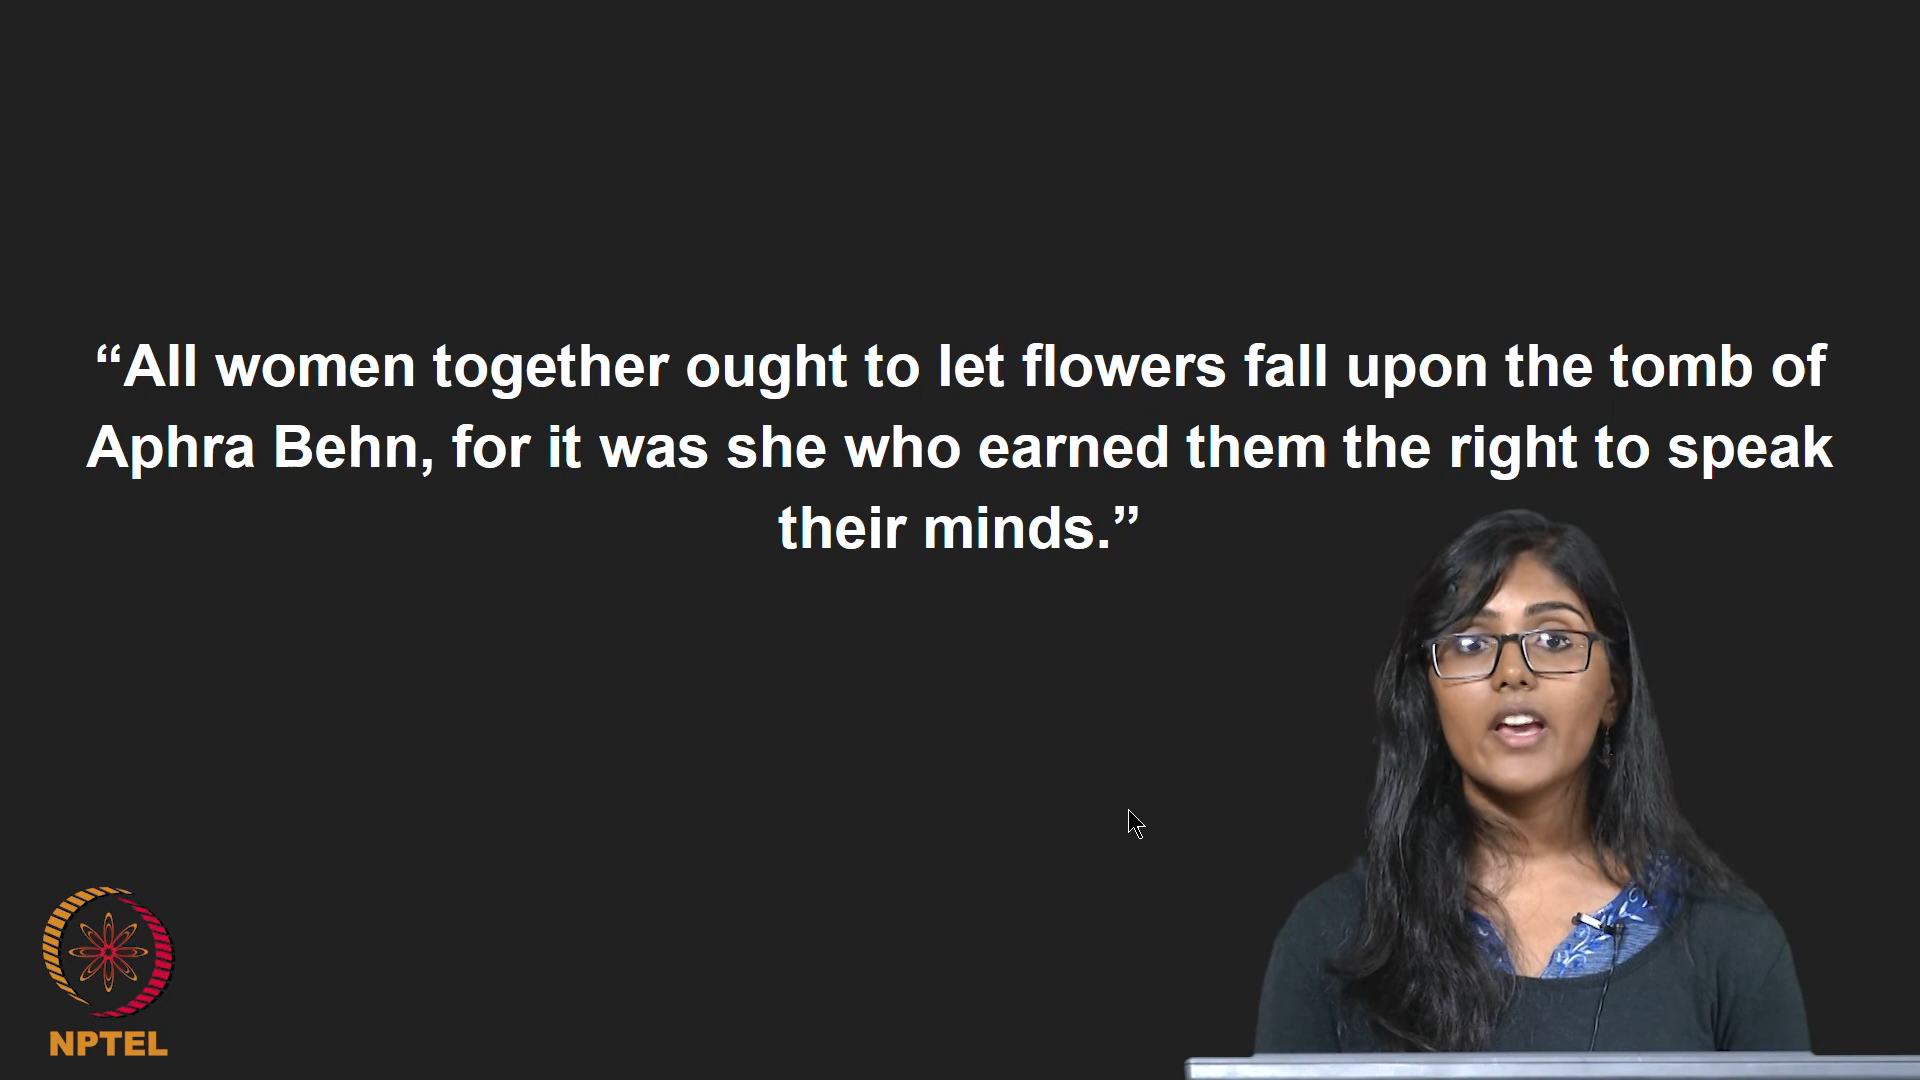 “All women together ought to let flowers fall upon the tomb of
Aphra Behn, for it was she who earned them the right to speak
their minds.”
NPTEL